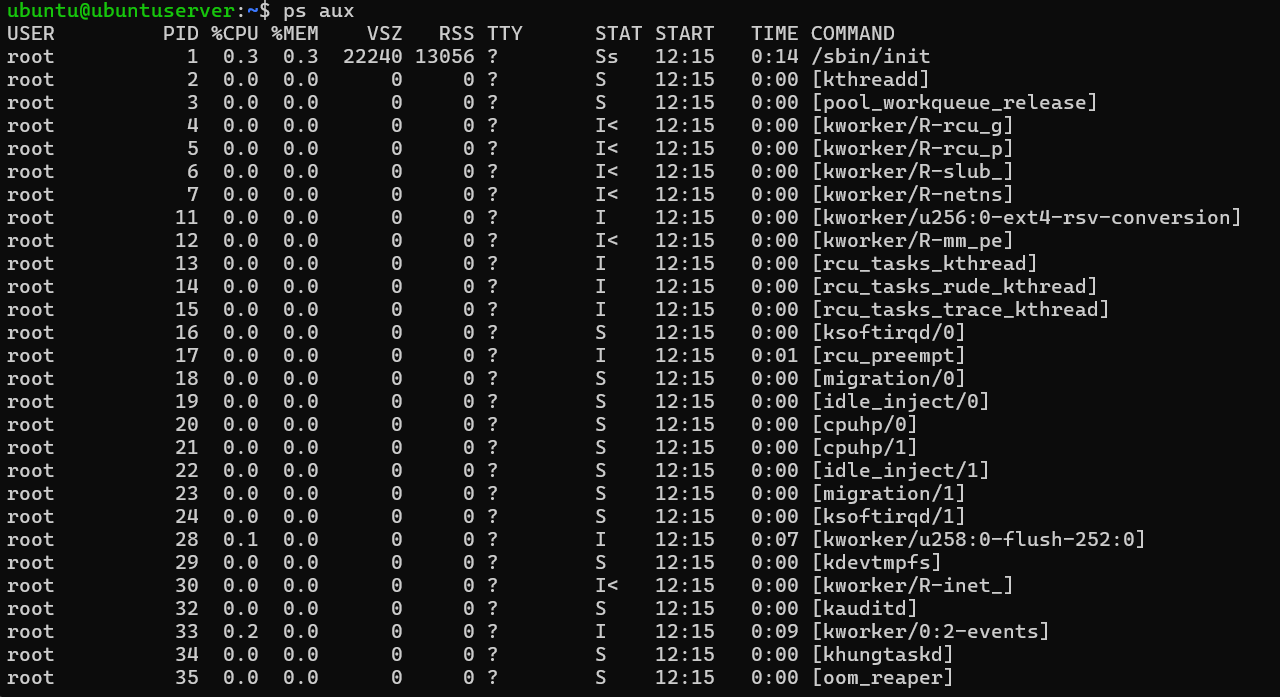 ubuntu@ubuntuserver:~$ ps aux
USER         PID %CPU %MEM    VSZ   RSS TTY      STAT START   TIME COMMAND
root           1  0.3  0.3  22240 13056 ?        Ss   12:15   0:14 /sbin/init
root           2  0.0  0.0      0     0 ?        S    12:15   0:00 [kthreadd]
root           3  0.0  0.0      0     0 ?        S    12:15   0:00 [pool_workqueue_release]
root           4  0.0  0.0      0     0 ?        I<   12:15   0:00 [kworker/R-rcu_g]
root           5  0.0  0.0      0     0 ?        I<   12:15   0:00 [kworker/R-rcu_p]
root           6  0.0  0.0      0     0 ?        I<   12:15   0:00 [kworker/R-slub_]
root           7  0.0  0.0      0     0 ?        I<   12:15   0:00 [kworker/R-netns]
root          11  0.0  0.0      0     0 ?        I    12:15   0:00 [kworker/u256:0-ext4-rsv-conversion]
root          12  0.0  0.0      0     0 ?        I<   12:15   0:00 [kworker/R-mm_pe]
root          13  0.0  0.0      0     0 ?        I    12:15   0:00 [rcu_tasks_kthread]
root          14  0.0  0.0      0     0 ?        I    12:15   0:00 [rcu_tasks_rude_kthread]
root          15  0.0  0.0      0     0 ?        I    12:15   0:00 [rcu_tasks_trace_kthread]
root          16  0.0  0.0      0     0 ?        S    12:15   0:00 [ksoftirqd/0]
root          17  0.0  0.0      0     0 ?        I    12:15   0:01 [rcu_preempt]
root          18  0.0  0.0      0     0 ?        S    12:15   0:00 [migration/0]
root          19  0.0  0.0      0     0 ?        S    12:15   0:00 [idle_inject/0]
root          20  0.0  0.0      0     0 ?        S    12:15   0:00 [cpuhp/0]
root          21  0.0  0.0      0     0 ?        S    12:15   0:00 [cpuhp/1]
root          22  0.0  0.0      0     0 ?        S    12:15   0:00 [idle_inject/1]
root          23  0.0  0.0      0     0 ?        S    12:15   0:00 [migration/1]
root          24  0.0  0.0      0     0 ?        S    12:15   0:00 [ksoftirqd/1]
root          28  0.1  0.0      0     0 ?        I    12:15   0:07 [kworker/u258:0-flush-252:0]
root          29  0.0  0.0      0     0 ?        S    12:15   0:00 [kdevtmpfs]
root          30  0.0  0.0      0     0 ?        I<   12:15   0:00 [kworker/R-inet_]
root          32  0.0  0.0      0     0 ?        S    12:15   0:00 [kauditd]
root          33  0.2  0.0      0     0 ?        I    12:15   0:09 [kworker/0:2-events]
root          34  0.0  0.0      0     0 ?        S    12:15   0:00 [khungtaskd]
root          35  0.0  0.0      0     0 ?        S    12:15   0:00 [oom_reaper]